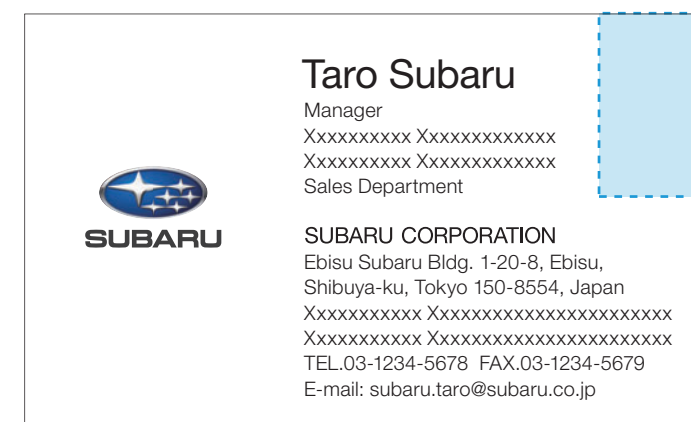 Taro Subaru
Manager
Xxxxxxxxxx Xxxxxxxxxxxxx
Xxxxxxxxxx Xxxxxxxxxxxxx
Sales Department
SUBARU
SUBARU CORPORATION
Ebisu Subaru Bldg. 1-20-8, Ebisu,
Shibuya-ku, Tokyo 150-8554, Japan
Xxxxxxxxxxx Xxxxxxxxxxxxxxxxxxxxxxx
Xxxxxxxxxxx Xxxxxxxxxxxxxxxxxxxxxxx
TEL.03-1234-5678 FAX.03-1234-5679
E-mail: subaru.taro@subaru.co.jp